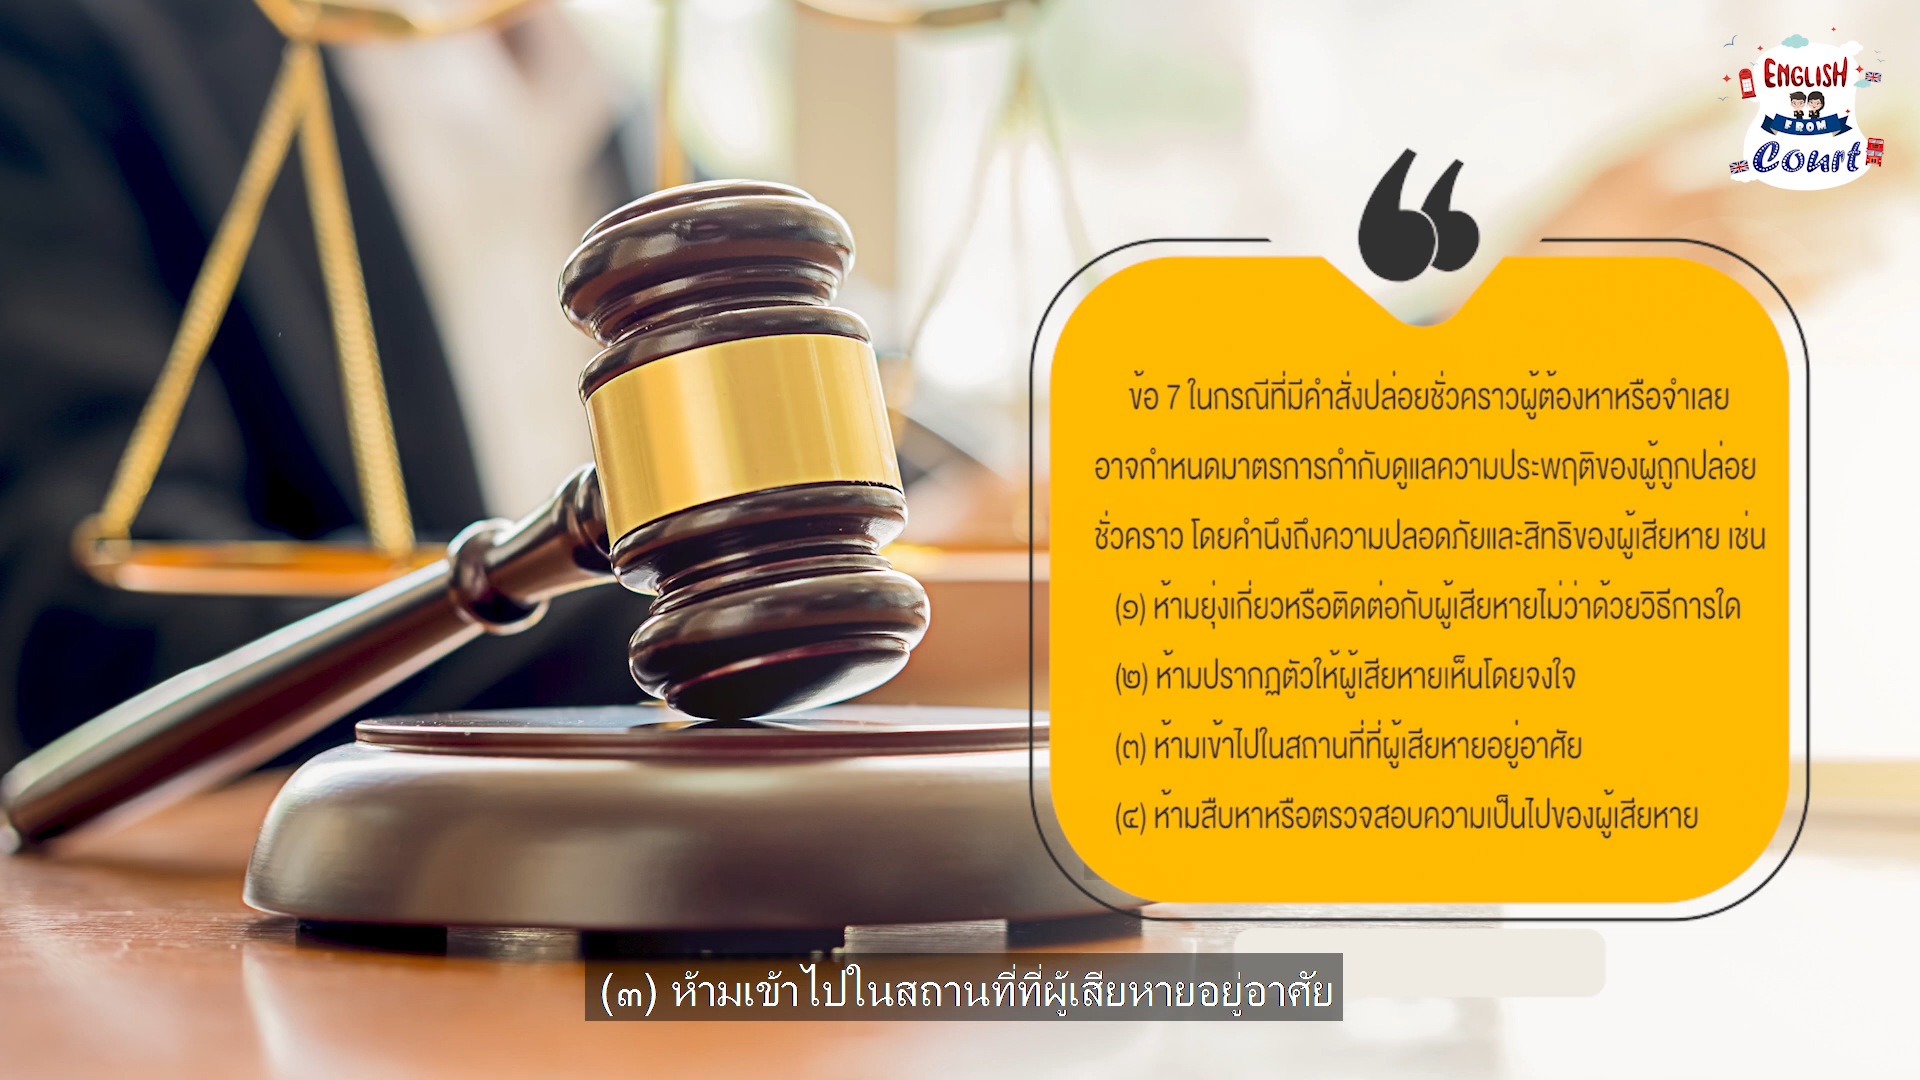 ENGLISH
FROM
Court
ข้อ 7 ในกรณีที่มีคำสั่งปล่อยชั่วคราวผู้ต้องหาหรือจำเลย
อาจกำหนดมาตรการกำกับดูแลความประพฤติของผู้ถูกปล่อย
ชั่วคราว โดยคำนึงถึงความปลอดภัยและสิทธิของผู้เสียหาย เช่น
(๑) ห้ามยุ่งเกี่ยวหรือติดต่อกับผู้เสียหายไม่ว่าด้วยวิธีการใด
(๒) ห้ามปรากฏตัวให้ผู้เสียหายเห็นโดยจงใจ
(๓) ห้ามเข้าไปในสถานที่ที่ผู้เสียหายอยู่อาศัย
(๔) ห้ามสืบหาหรือตรวจสอบความเป็นไปของผู้เสียหาย
(๓) ห้ามเข้าไปในสถานที่ที่ผู้เสียหายอยู่อาศัย